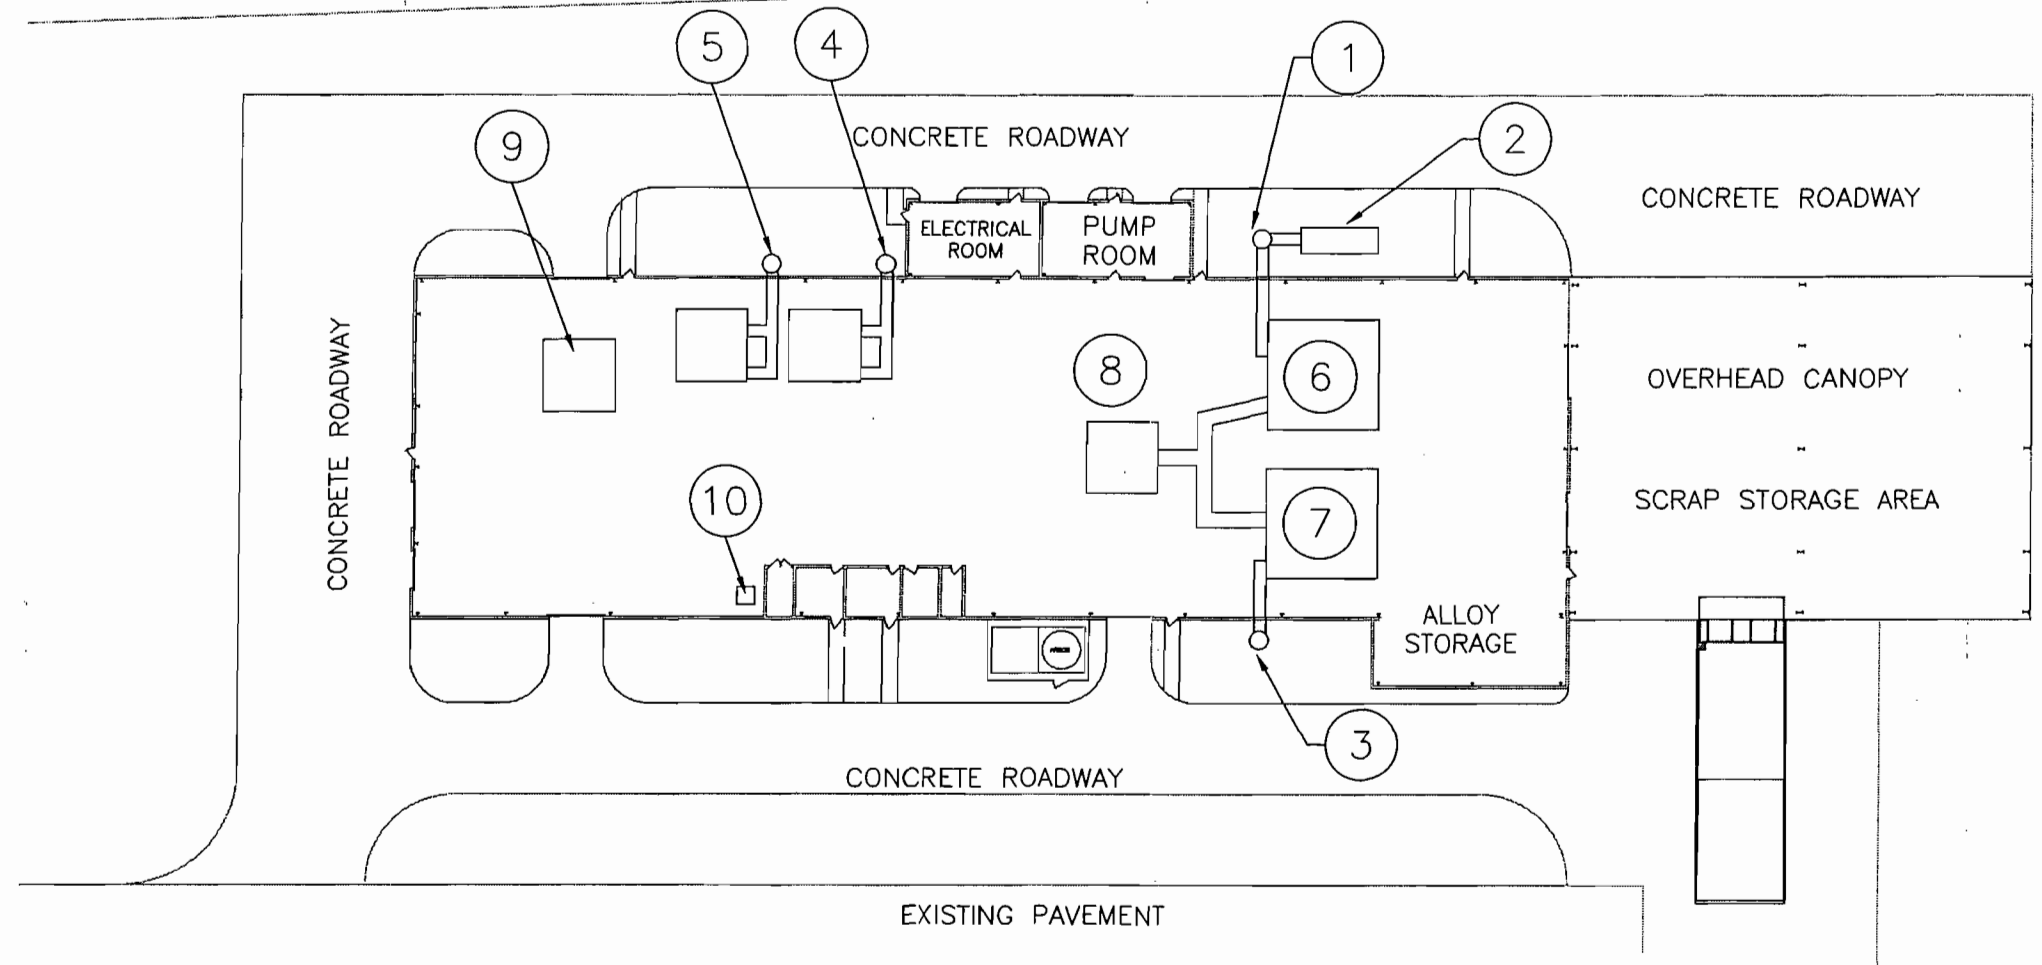 5
4
1
2
9
CONCRETE ROADWAY
CONCRETE ROADWAY
ELECTRICAL
ROOM
PUMP
ROOM
CONCRETE ROADWAY
8
6
OVERHEAD CANOPY
10
7
SCRAP STORAGE AREA
ALLOY
STORAGE
3
CONCRETE ROADWAY
EXISTING PAVEMENT